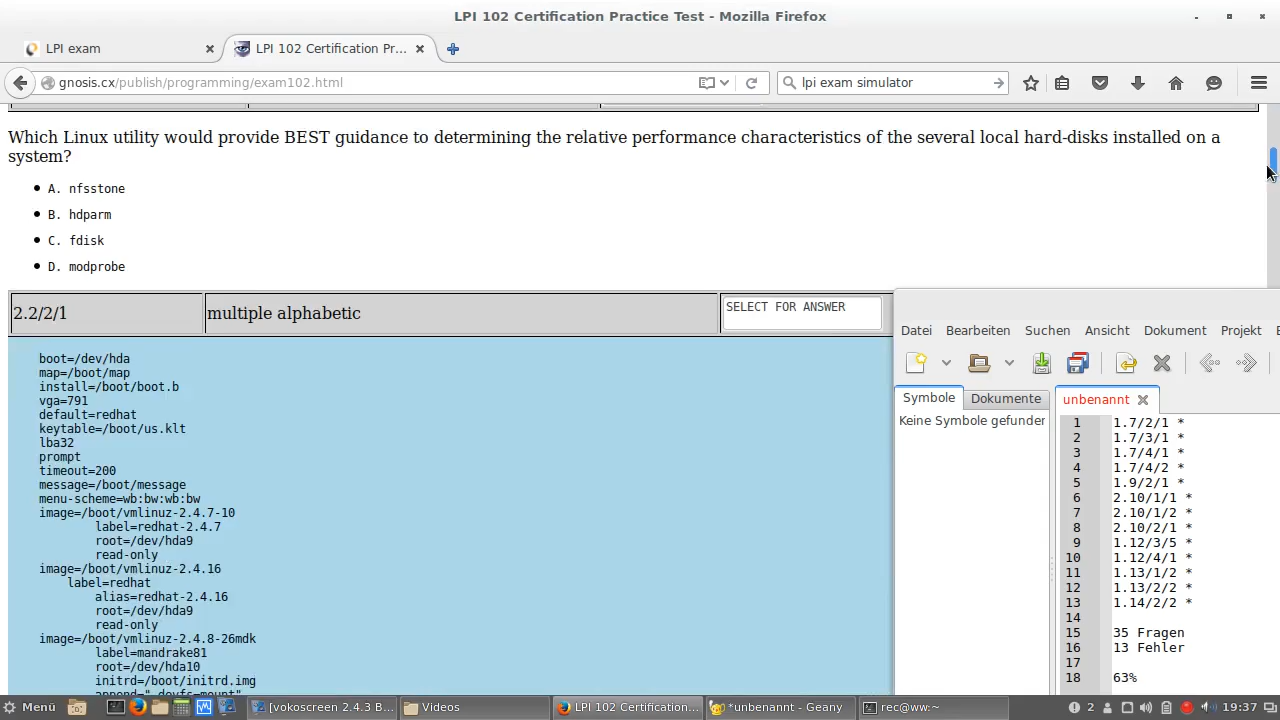 LPI 102 Certification Practice Test - Mozilla Firefox
LPI exam
LPI 102 Certification Pr...
gnosis.cx/publish/programming/exam102.html
lpi exam simulator
Which Linux utility would provide BEST guidance to determining the relative performance characteristics of the several local hard-disks installed on a
system?
A. nfsstone
B. hdparm
C. fdisk
D. modprobe
2.2/2/1
multiple alphabetic
SELECT FOR ANSWER
boot=/dev/hda
map=/boot/map
install=/boot/boot.b
vga=791
default=redhat
keytable=/boot/us.klt
lba32
prompt
timeout=200
message=/boot/message
menu-scheme=wb:bw:wb:bw
image=/boot/vmlinuz-2.4.7-10
label=redhat-2.4.7
root=/dev/hda9
read-only
image=/boot/vmlinuz-2.4.16
label=redhat
alias=redhat-2.4.16
root=/dev/hda9
read-only
image=/boot/vmlinuz-2.4.8-26mdk
label=mandrake81
root=/dev/hda10
initrd=/boot/initrd.img
append=" devfs=mount"
Datei Bearbeiten Suchen Ansicht Dokument Projekt
Symbole Dokumente
Keine Symbole gefunden
unbenannt
1 1.7/2/1 *
2 1.7/3/1 *
3 1.7/4/1 *
4 1.7/4/2 *
5 1.9/2/1 *
6 2.10/1/1 *
7 2.10/1/2 *
8 2.10/2/1 *
9 1.12/3/5 *
10 1.12/4/1 *
11 1.13/1/2 *
12 1.13/2/2 *
13 1.14/2/2 *
14
15 35 Fragen
16 13 Fehler
17
18 63%
Menü
[vokoscreen 2.4.3 B...
Videos
LPI 102 Certification...
*unbenannt - Geany
rec@ww:~
2
19:37